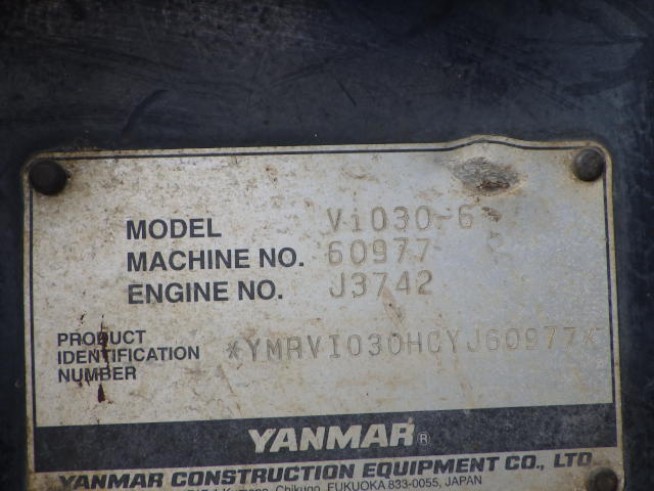 MODEL ViO30-6
MACHINE NO. 60977
ENGINE NO. J3742
PRODUCT
IDENTIFICATION
NUMBER
*YMRVIO30HCYJ60977*
YANMAR®
YANMAR CONSTRUCTION EQUIPMENT CO., LTD
Chikugo, FUKUOKA 833-0055, JAPAN